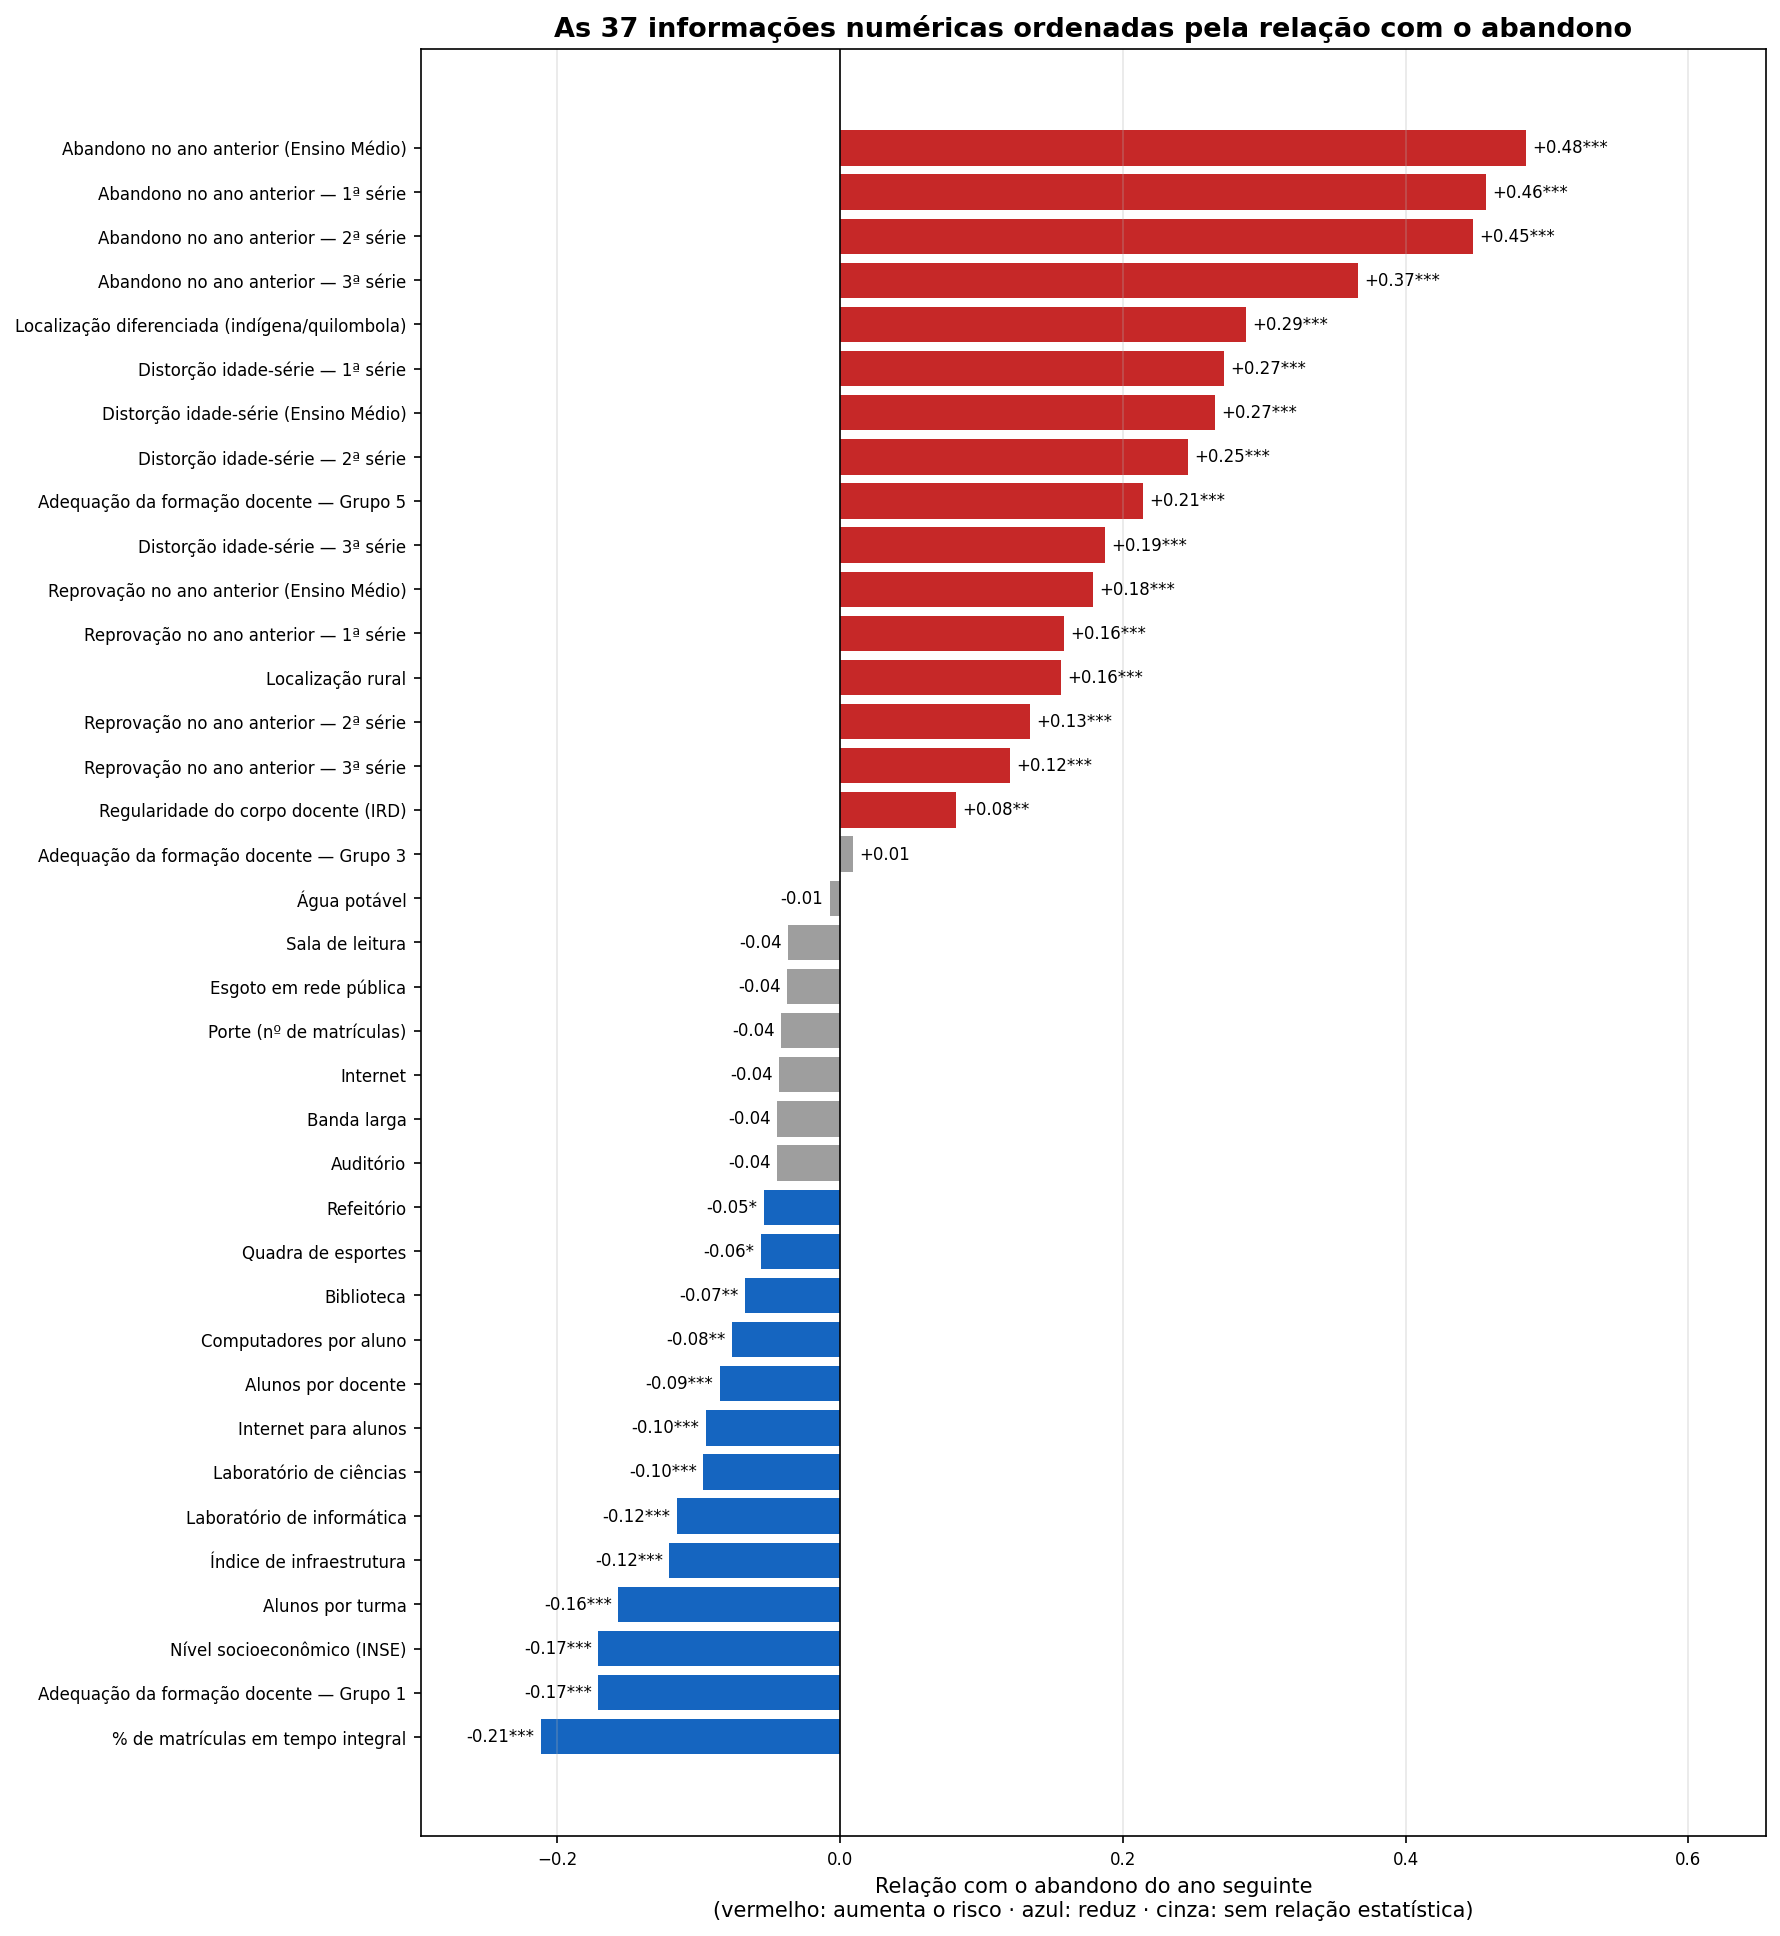 As 37 informações numéricas ordenadas pela relação com o abandono
Abandono no ano anterior (Ensino Médio) +0.48***
Abandono no ano anterior — 1ª série +0.46***
Abandono no ano anterior — 2ª série +0.45***
Abandono no ano anterior — 3ª série +0.37***
Localização diferenciada (indígena/quilombola) +0.29***
Distorção idade-série — 1ª série +0.27***
Distorção idade-série (Ensino Médio) +0.27***
Distorção idade-série — 2ª série +0.25***
Adequação da formação docente — Grupo 5 +0.21***
Distorção idade-série — 3ª série +0.19***
Reprovação no ano anterior (Ensino Médio) +0.18***
Reprovação no ano anterior — 1ª série +0.16***
Localização rural +0.16***
Reprovação no ano anterior — 2ª série +0.13***
Reprovação no ano anterior — 3ª série +0.12***
Regularidade do corpo docente (IRD) +0.08**
Adequação da formação docente — Grupo 3 +0.01
Água potável -0.01
Sala de leitura -0.04
Esgoto em rede pública -0.04
Porte (nº de matrículas) -0.04
Internet -0.04
Banda larga -0.04
Auditório -0.04
Refeitório -0.05*
Quadra de esportes -0.06*
Biblioteca -0.07**
Computadores por aluno -0.08**
Alunos por docente -0.09***
Internet para alunos -0.10***
Laboratório de ciências -0.10***
Laboratório de informática -0.12***
Índice de infraestrutura -0.12***
Alunos por turma -0.16***
Nível socioeconômico (INSE) -0.17***
Adequação da formação docente — Grupo 1 -0.17***
% de matrículas em tempo integral -0.21***
−0.2 0.0 0.2 0.4 0.6
Relação com o abandono do ano seguinte
(vermelho: aumenta o risco · azul: reduz · cinza: sem relação estatística)